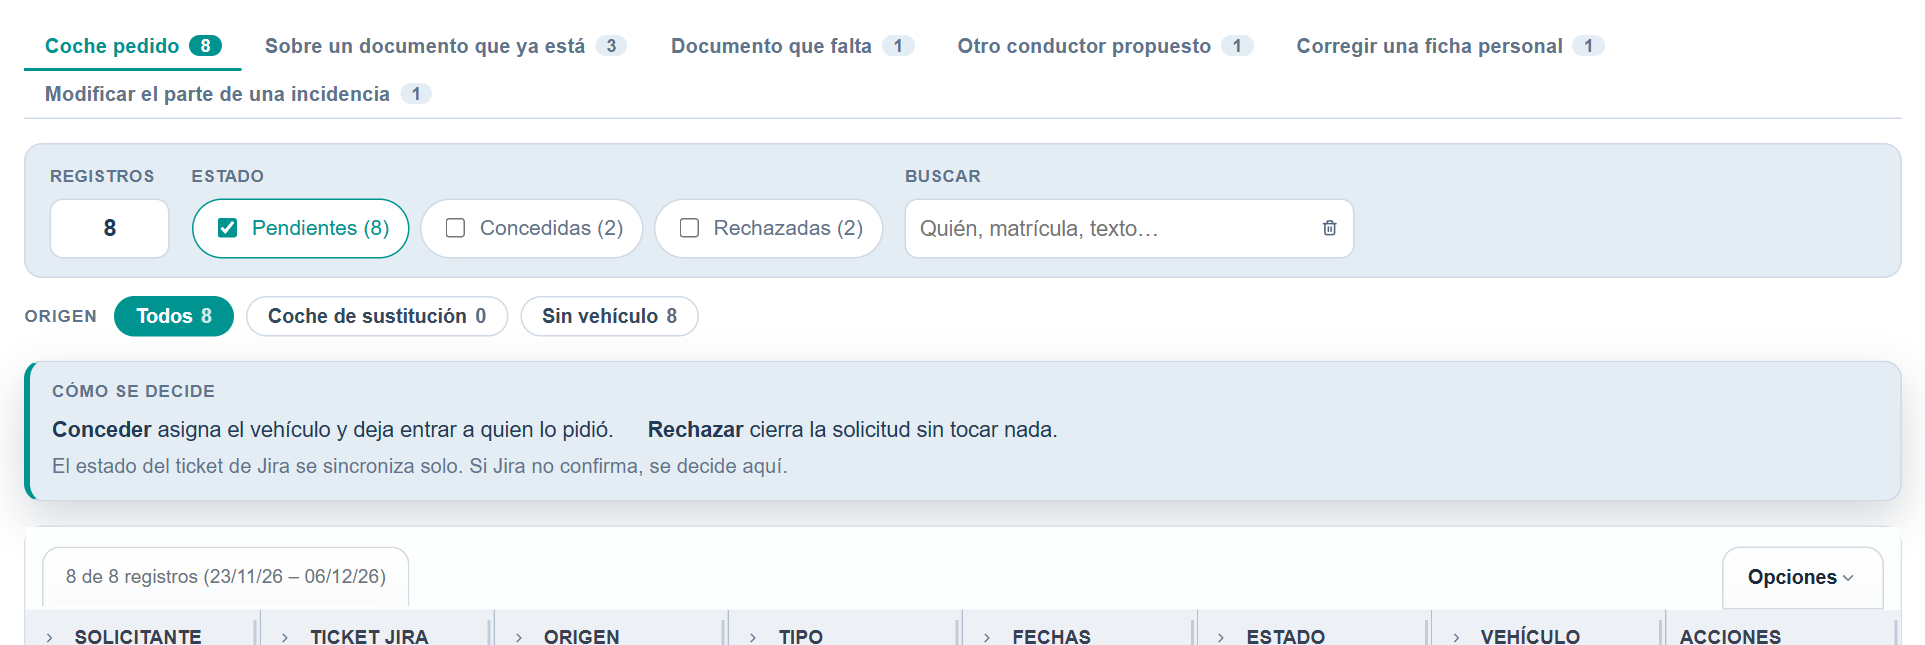 Coche pedido 8 Sobre un documento que ya está 3 Documento que falta 1 Otro conductor propuesto 1 Corregir una ficha personal 1
Modificar el parte de una incidencia 1
REGISTROS ESTADO BUSCAR
8 Pendientes (8) Concedidas (2) Rechazadas (2) Quién, matrícula, texto…
ORIGEN Todos 8 Coche de sustitución 0 Sin vehículo 8
CÓMO SE DECIDE
Conceder asigna el vehículo y deja entrar a quien lo pidió. Rechazar cierra la solicitud sin tocar nada.
El estado del ticket de Jira se sincroniza solo. Si Jira no confirma, se decide aquí.
8 de 8 registros (23/11/26 – 06/12/26) Opciones
SOLICITANTE TICKET JIRA ORIGEN TIPO FECHAS ESTADO VEHÍCULO ACCIONES